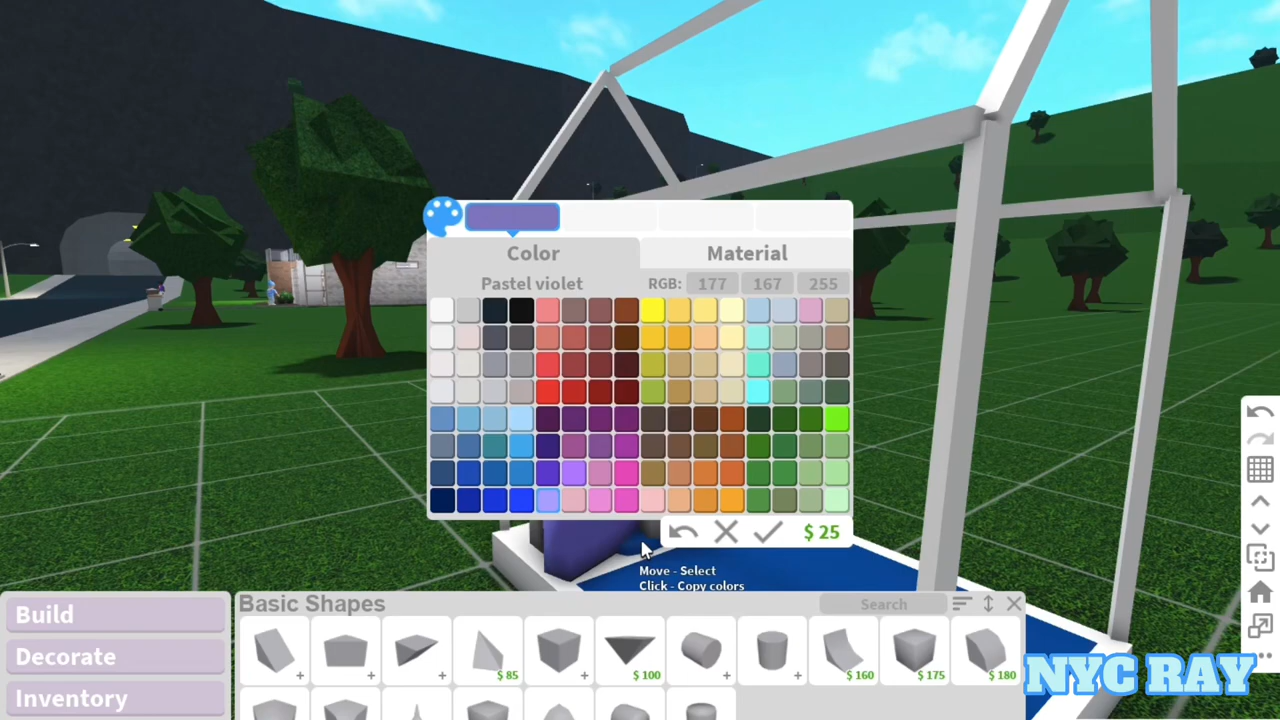 Color
Material
Pastel violet
RGB: 177 167 255
$ 25
Move - Select
Click - Copy colors
Build
Decorate
Inventory
Basic Shapes
Search
+ + + $ 85 + $ 100 + + $ 160 $ 175 $ 180
NYC RAY